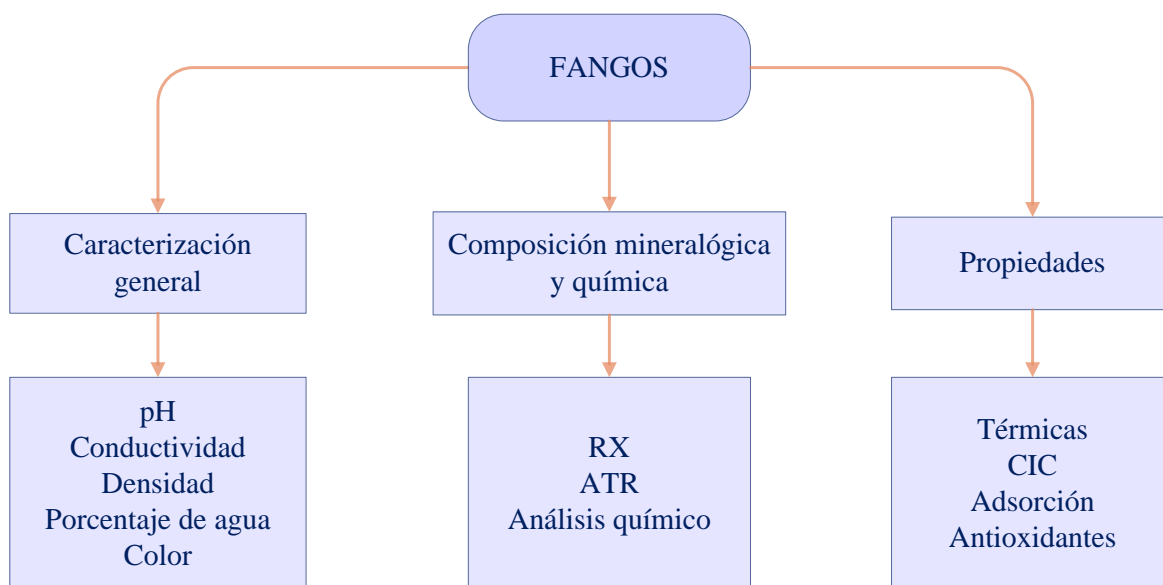 FANGOS
Caracterización
general
Composición mineralógica
y química
Propiedades
pH
Conductividad
Densidad
Porcentaje de agua
Color
RX
ATR
Análisis químico
Térmicas
CIC
Adsorción
Antioxidantes